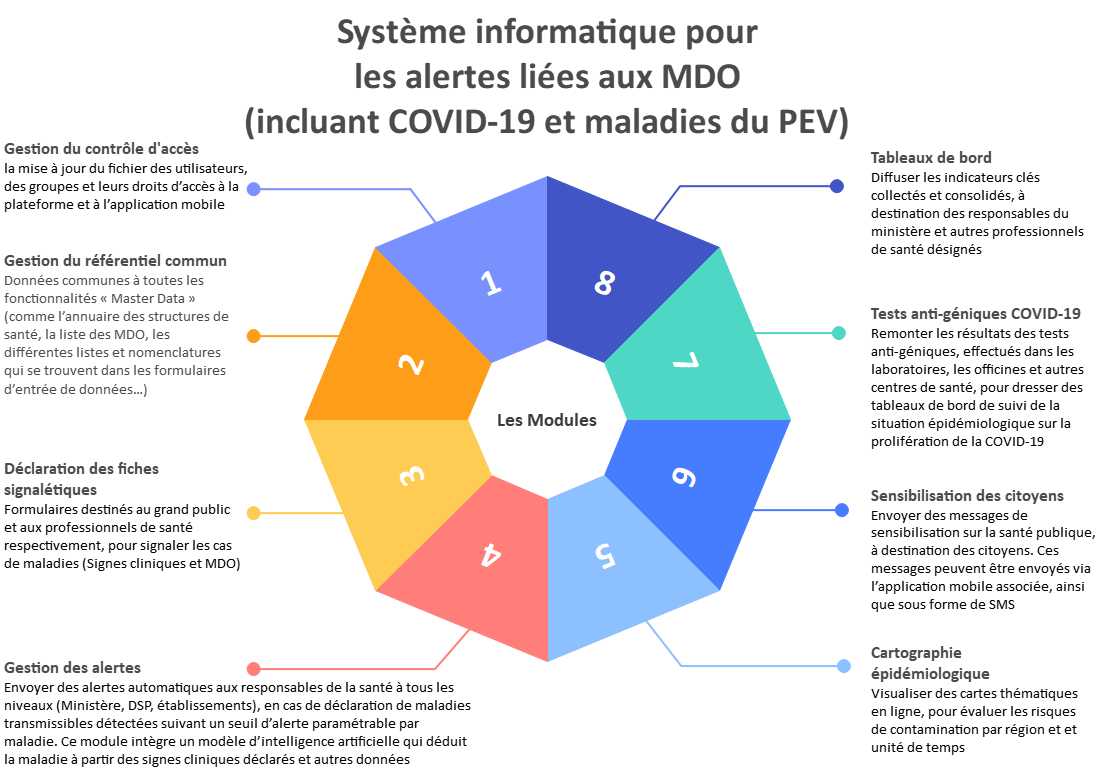 Système informatique pour
les alertes liées aux MDO
(incluant COVID-19 et maladies du PEV)
Gestion du contrôle d'accès
la mise à jour du fichier des utilisateurs,
des groupes et leurs droits d’accès à la
plateforme et à l’application mobile
Gestion du référentiel commun
Données communes à toutes les
fonctionnalités « Master Data »
(comme l’annuaire des structures de
santé, la liste des MDO, les
différentes listes et nomenclatures
qui se trouvent dans les formulaires
d’entrée de données…)
Déclaration des fiches
signalétiques
Formulaires destinés au grand public
et aux professionnels de santé
respectivement, pour signaler les cas
de maladies (Signes cliniques et MDO)
Gestion des alertes
Envoyer des alertes automatiques aux responsables de la santé à tous les
niveaux (Ministère, DSP, établissements), en cas de déclaration de maladies
transmissibles détectées suivant un seuil d’alerte paramétrable par
maladie. Ce module intègre un modèle d’intelligence artificielle qui déduit
la maladie à partir des signes cliniques déclarés et autres données
1
2
3
4
5
6
7
8
Les Modules
Tableaux de bord
Diffuser les indicateurs clés
collectés et consolidés, à
destination des responsables du
ministère et autres professionnels
de santé désignés
Tests anti-géniques COVID-19
Remonter les résultats des tests
anti-géniques, effectués dans les
laboratoires, les officines et autres
centres de santé, pour dresser des
tableaux de bord de suivi de la
situation épidémiologique sur la
prolifération de la COVID-19
Sensibilisation des citoyens
Envoyer des messages de
sensibilisation sur la santé publique,
à destination des citoyens. Ces
messages peuvent être envoyés via
l’application mobile associée, ainsi
que sous forme de SMS
Cartographie
épidémiologique
Visualiser des cartes thématiques
en ligne, pour évaluer les risques
de contamination par région et et
unité de temps